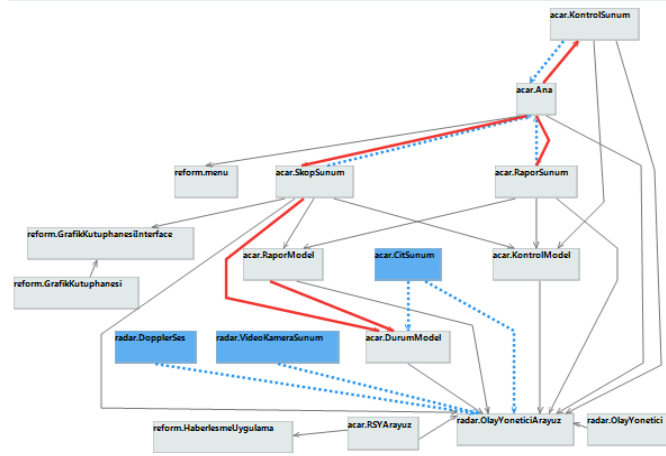 acar.KontrolSunum
acar.Ana
reform.menu
acar.SkopSunum
acar.RaporSunum
reform.GrafikKutuphanesiInterface
acar.RaporModel
acar.CitSunum
acar.KontrolModel
reform.GrafikKutuphanesi
radar.DopplerSes
radar.VideoKameraSunum
acar.DurumModel
reform.HaberlesmeUygulama
acar.RSYArayuz
radar.OlayYoneticiArayuz
radar.OlayYonetici